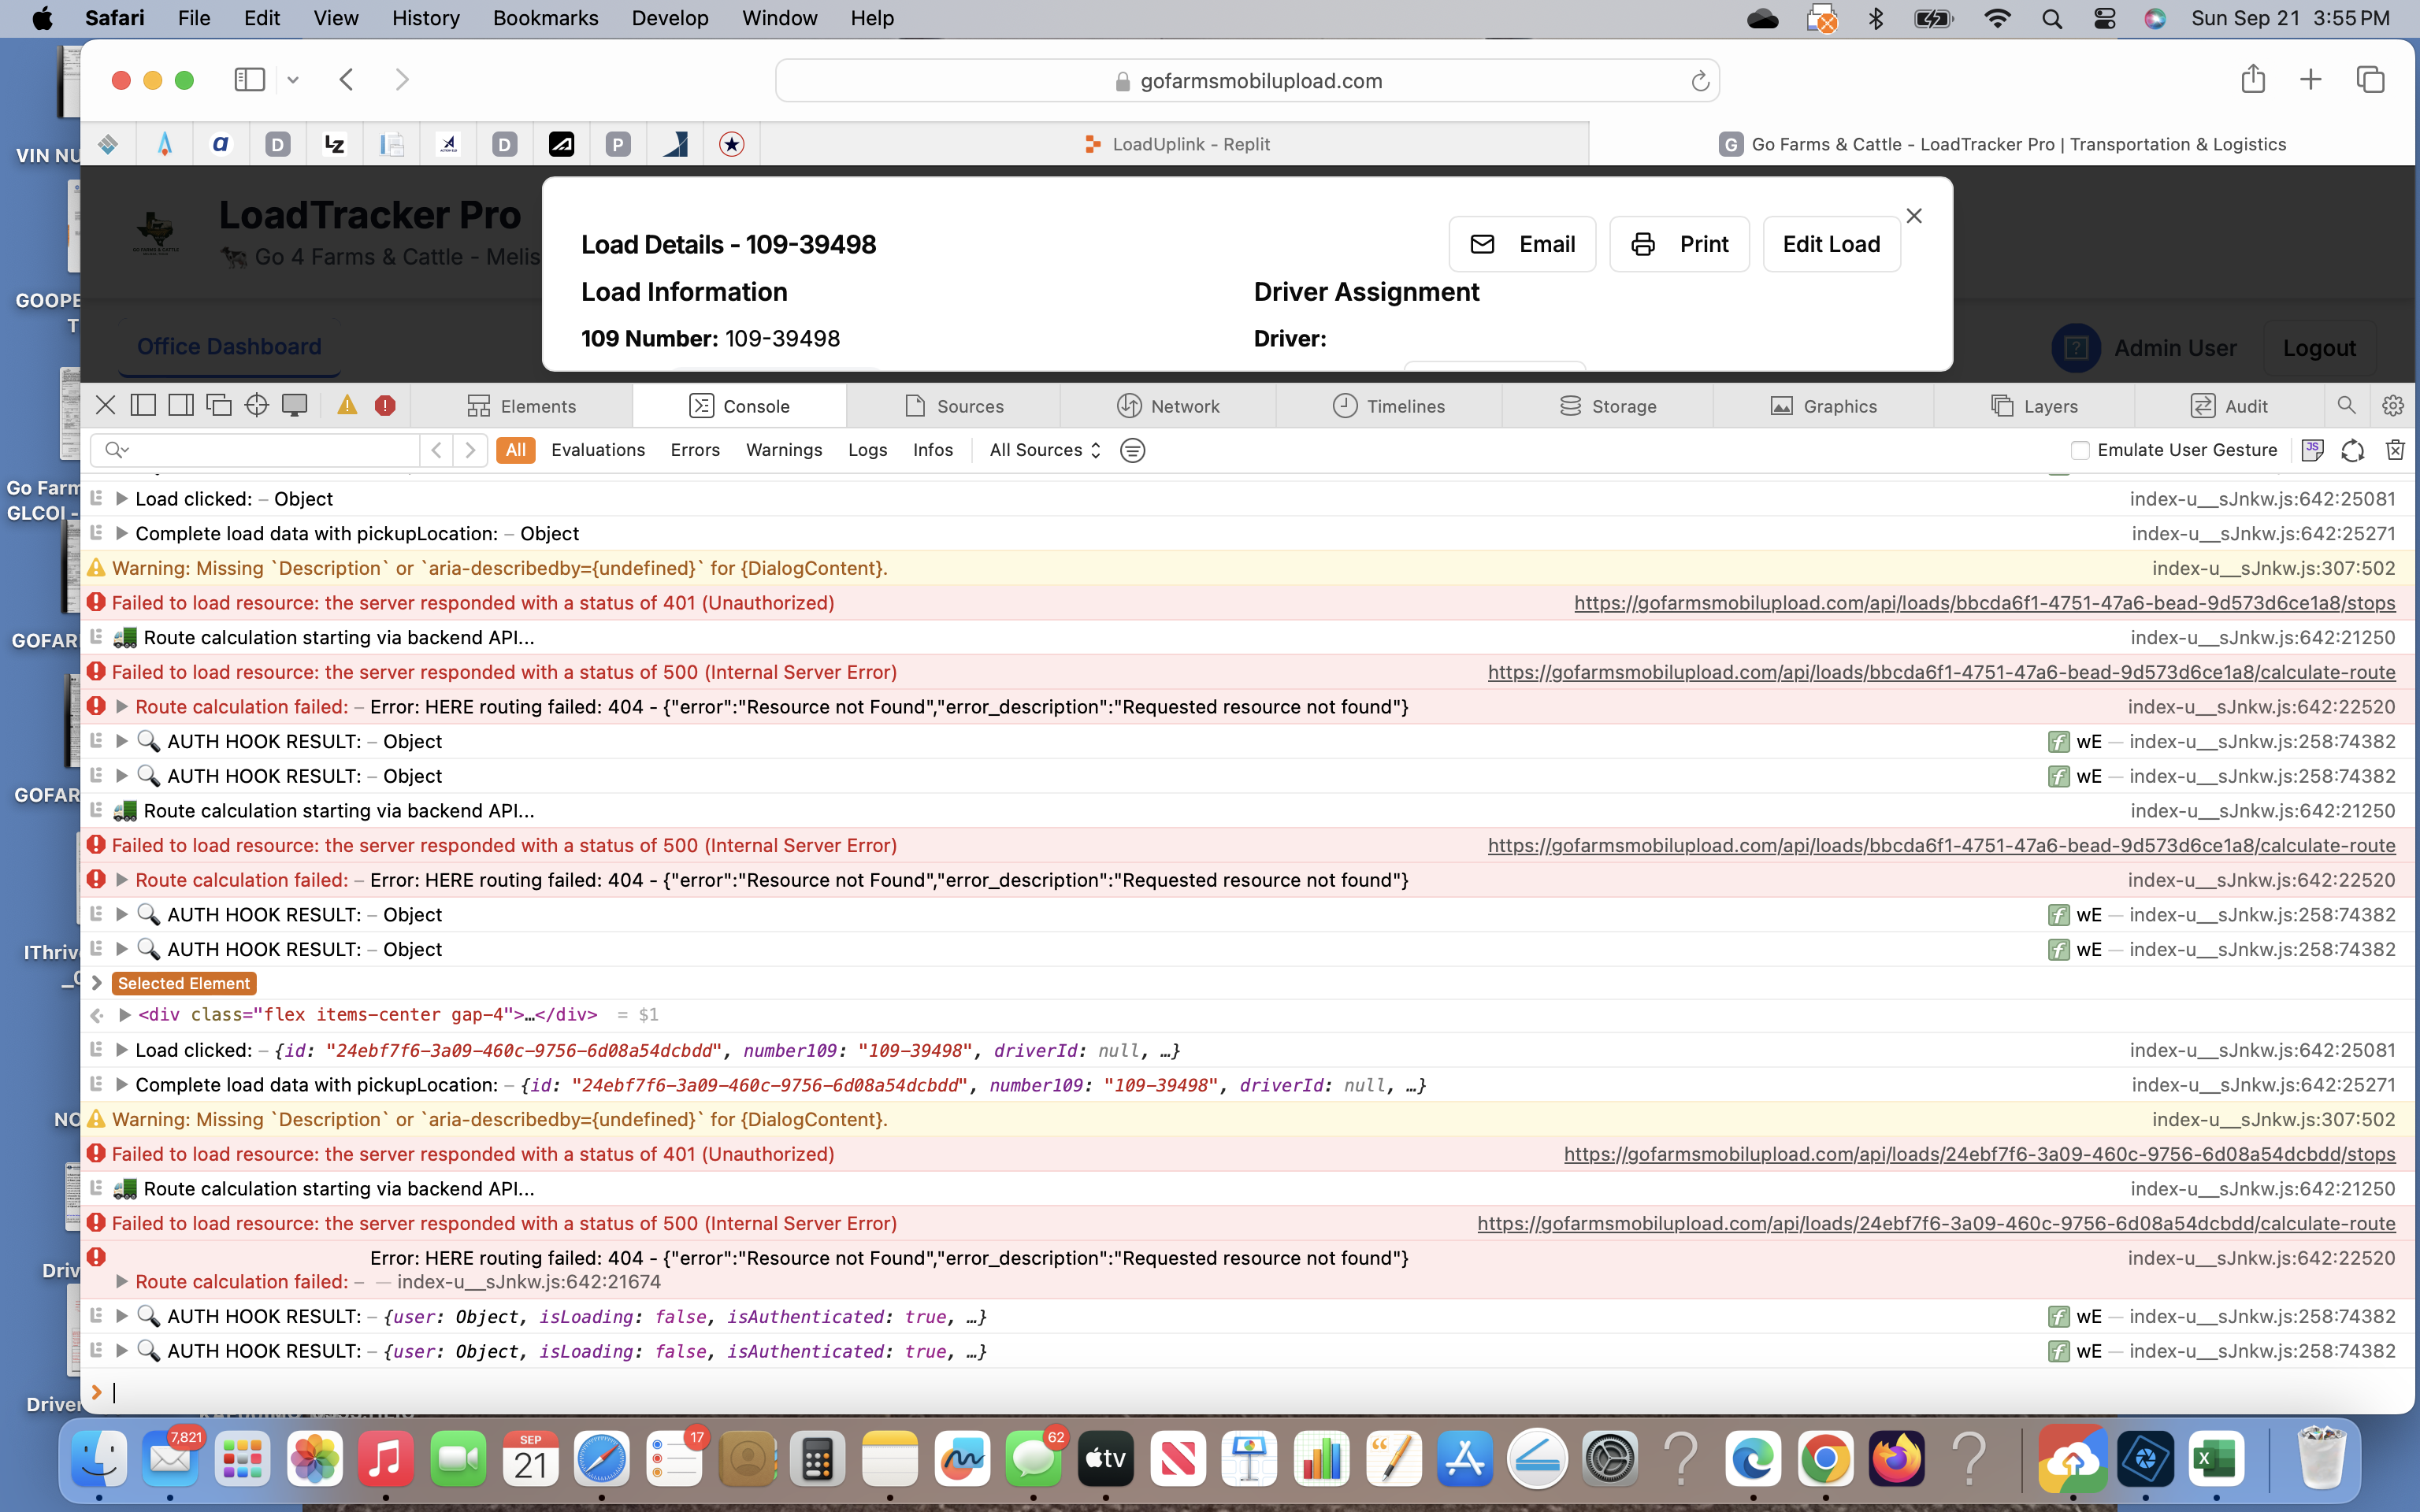 Safari File Edit View History Bookmarks Develop Window Help Sun Sep 21 3:55 PM
gofarmsmobilupload.com
a D LZ D P LoadUplink - Replit G Go Farms & Cattle - LoadTracker Pro | Transportation & Logistics
VIN NU
GOOPE
T
Go Farm
GLCOI -
GOFAR
GOFAR
IThriv
_C
NO
Driv
Driver
LoadTracker Pro
Go 4 Farms & Cattle - Melis
Office Dashboard
Admin User
Logout
Load Details - 109-39498
Email
Print
Edit Load
Load Information
Driver Assignment
109 Number: 109-39498
Driver:
Elements Console Sources Network Timelines Storage Graphics Layers Audit
All Evaluations Errors Warnings Logs Infos All Sources Emulate User Gesture JS
Load clicked: – Object index-u__sJnkw.js:642:25081
Complete load data with pickupLocation: – Object index-u__sJnkw.js:642:25271
Warning: Missing `Description` or `aria-describedby={undefined}` for {DialogContent}. index-u__sJnkw.js:307:502
Failed to load resource: the server responded with a status of 401 (Unauthorized) https://gofarmsmobilupload.com/api/loads/bbcda6f1-4751-47a6-bead-9d573d6ce1a8/stops
Route calculation starting via backend API... index-u__sJnkw.js:642:21250
Failed to load resource: the server responded with a status of 500 (Internal Server Error) https://gofarmsmobilupload.com/api/loads/bbcda6f1-4751-47a6-bead-9d573d6ce1a8/calculate-route
Route calculation failed: – Error: HERE routing failed: 404 - {"error":"Resource not Found","error_description":"Requested resource not found"} index-u__sJnkw.js:642:22520
AUTH HOOK RESULT: – Object f wE — index-u__sJnkw.js:258:74382
AUTH HOOK RESULT: – Object f wE — index-u__sJnkw.js:258:74382
Route calculation starting via backend API... index-u__sJnkw.js:642:21250
Failed to load resource: the server responded with a status of 500 (Internal Server Error) https://gofarmsmobilupload.com/api/loads/bbcda6f1-4751-47a6-bead-9d573d6ce1a8/calculate-route
Route calculation failed: – Error: HERE routing failed: 404 - {"error":"Resource not Found","error_description":"Requested resource not found"} index-u__sJnkw.js:642:22520
AUTH HOOK RESULT: – Object f wE — index-u__sJnkw.js:258:74382
AUTH HOOK RESULT: – Object f wE — index-u__sJnkw.js:258:74382
Selected Element
<div class="flex items-center gap-4">…</div> = $1
Load clicked: – {id: "24ebf7f6-3a09-460c-9756-6d08a54dcbdd", number109: "109-39498", driverId: null, …} index-u__sJnkw.js:642:25081
Complete load data with pickupLocation: – {id: "24ebf7f6-3a09-460c-9756-6d08a54dcbdd", number109: "109-39498", driverId: null, …} index-u__sJnkw.js:642:25271
Warning: Missing `Description` or `aria-describedby={undefined}` for {DialogContent}. index-u__sJnkw.js:307:502
Failed to load resource: the server responded with a status of 401 (Unauthorized) https://gofarmsmobilupload.com/api/loads/24ebf7f6-3a09-460c-9756-6d08a54dcbdd/stops
Route calculation starting via backend API... index-u__sJnkw.js:642:21250
Failed to load resource: the server responded with a status of 500 (Internal Server Error) https://gofarmsmobilupload.com/api/loads/24ebf7f6-3a09-460c-9756-6d08a54dcbdd/calculate-route
Error: HERE routing failed: 404 - {"error":"Resource not Found","error_description":"Requested resource not found"} index-u__sJnkw.js:642:22520
Route calculation failed: – — index-u__sJnkw.js:642:21674
AUTH HOOK RESULT: – {user: Object, isLoading: false, isAuthenticated: true, …} f wE — index-u__sJnkw.js:258:74382
AUTH HOOK RESULT: – {user: Object, isLoading: false, isAuthenticated: true, …} f wE — index-u__sJnkw.js:258:74382
7,821 SEP 21 17 62 tv